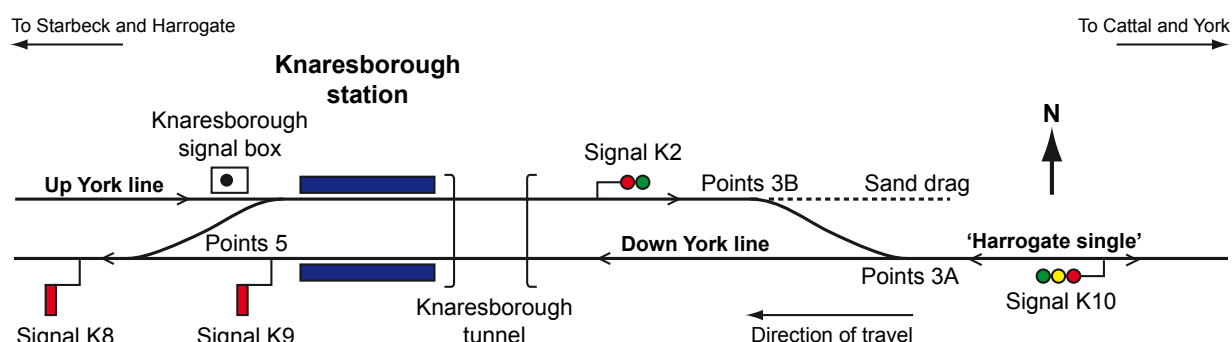 To Starbeck and Harrogate
To Cattal and York
Knaresborough
station
N
Knaresborough
signal box
Signal K2
Up York line
Points 3B
Sand drag
Points 5
Down York line
'Harrogate single'
Points 3A
Signal K10
Knaresborough
tunnel
Signal K8
Signal K9
Direction of travel